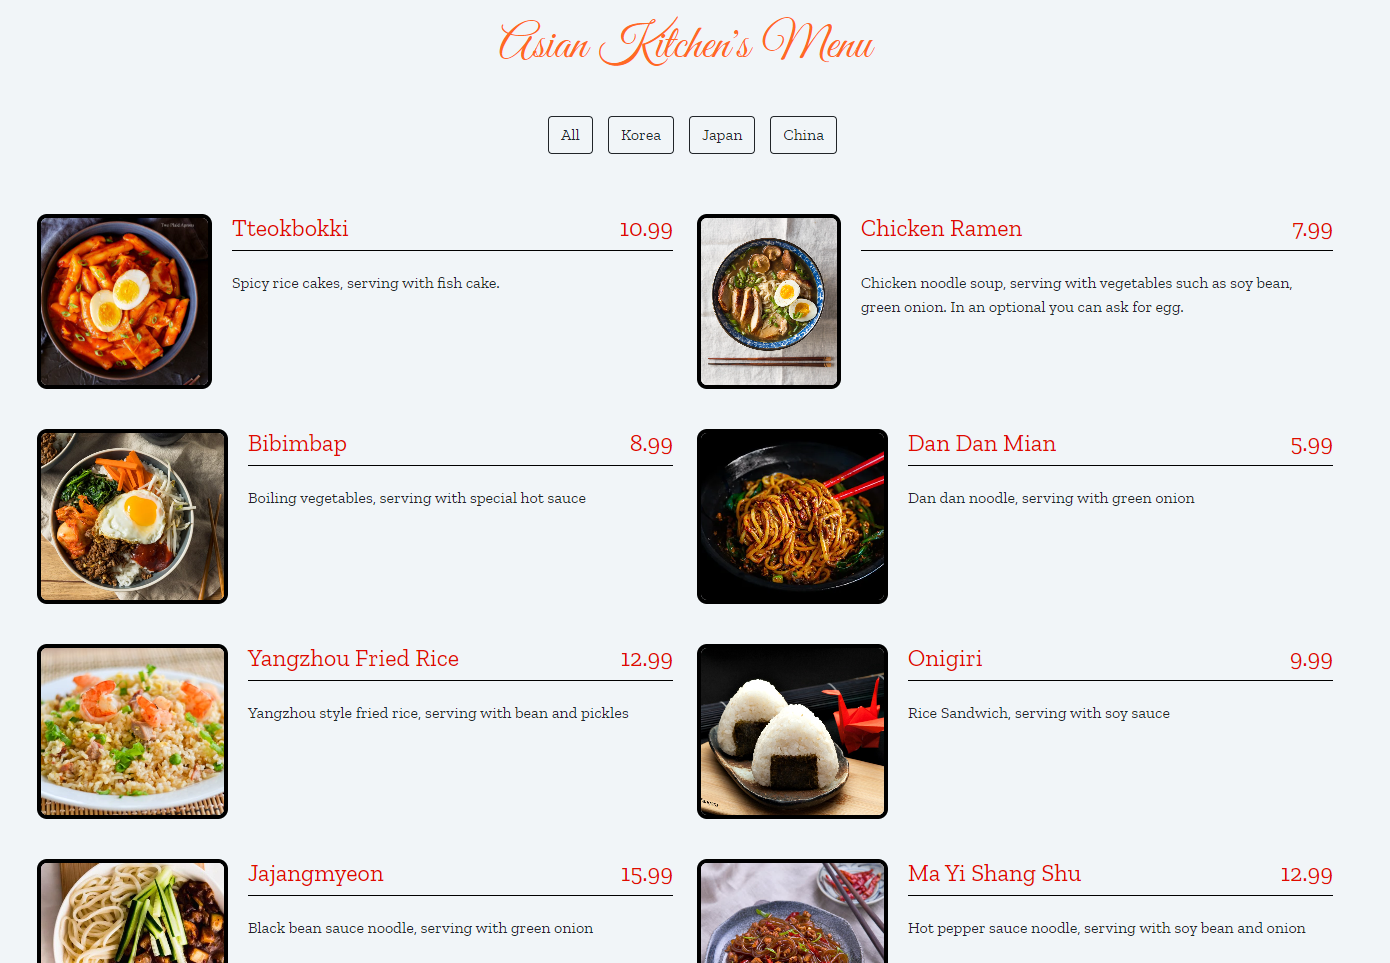 Asian Kitchen's Menu
All Korea Japan China
Tteokbokki 10.99
Spicy rice cakes, serving with fish cake.
Chicken Ramen 7.99
Chicken noodle soup, serving with vegetables such as soy bean,
green onion. In an optional you can ask for egg.
Bibimbap 8.99
Boiling vegetables, serving with special hot sauce
Dan Dan Mian 5.99
Dan dan noodle, serving with green onion
Yangzhou Fried Rice 12.99
Yangzhou style fried rice, serving with bean and pickles
Onigiri 9.99
Rice Sandwich, serving with soy sauce
Jajangmyeon 15.99
Black bean sauce noodle, serving with green onion
Ma Yi Shang Shu 12.99
Hot pepper sauce noodle, serving with soy bean and onion